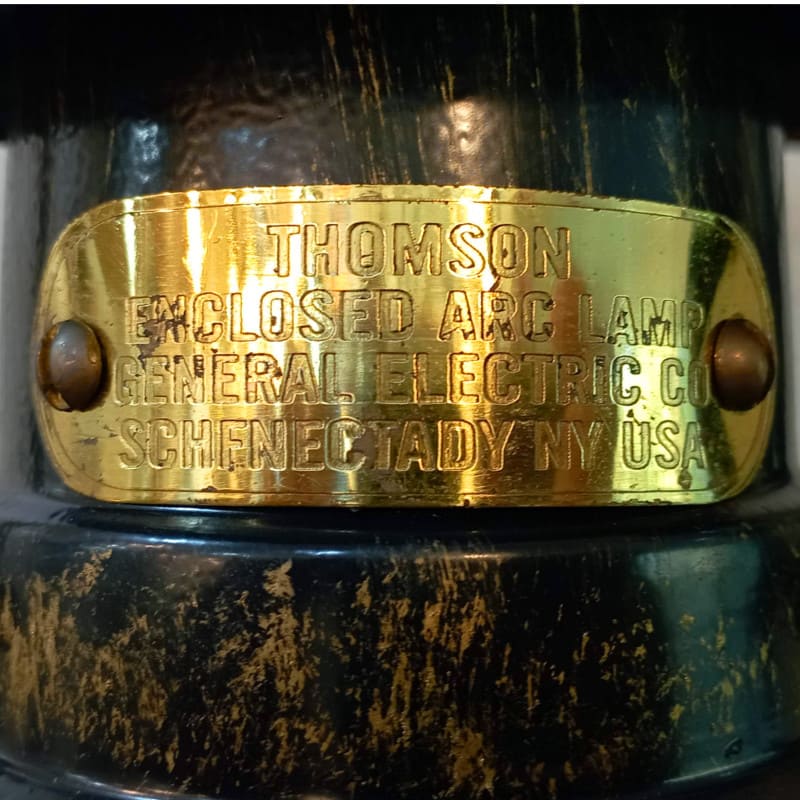 THOMSON
ENCLOSED ARC LAMP
GENERAL ELECTRIC CO
SCHENECTADY NY USA